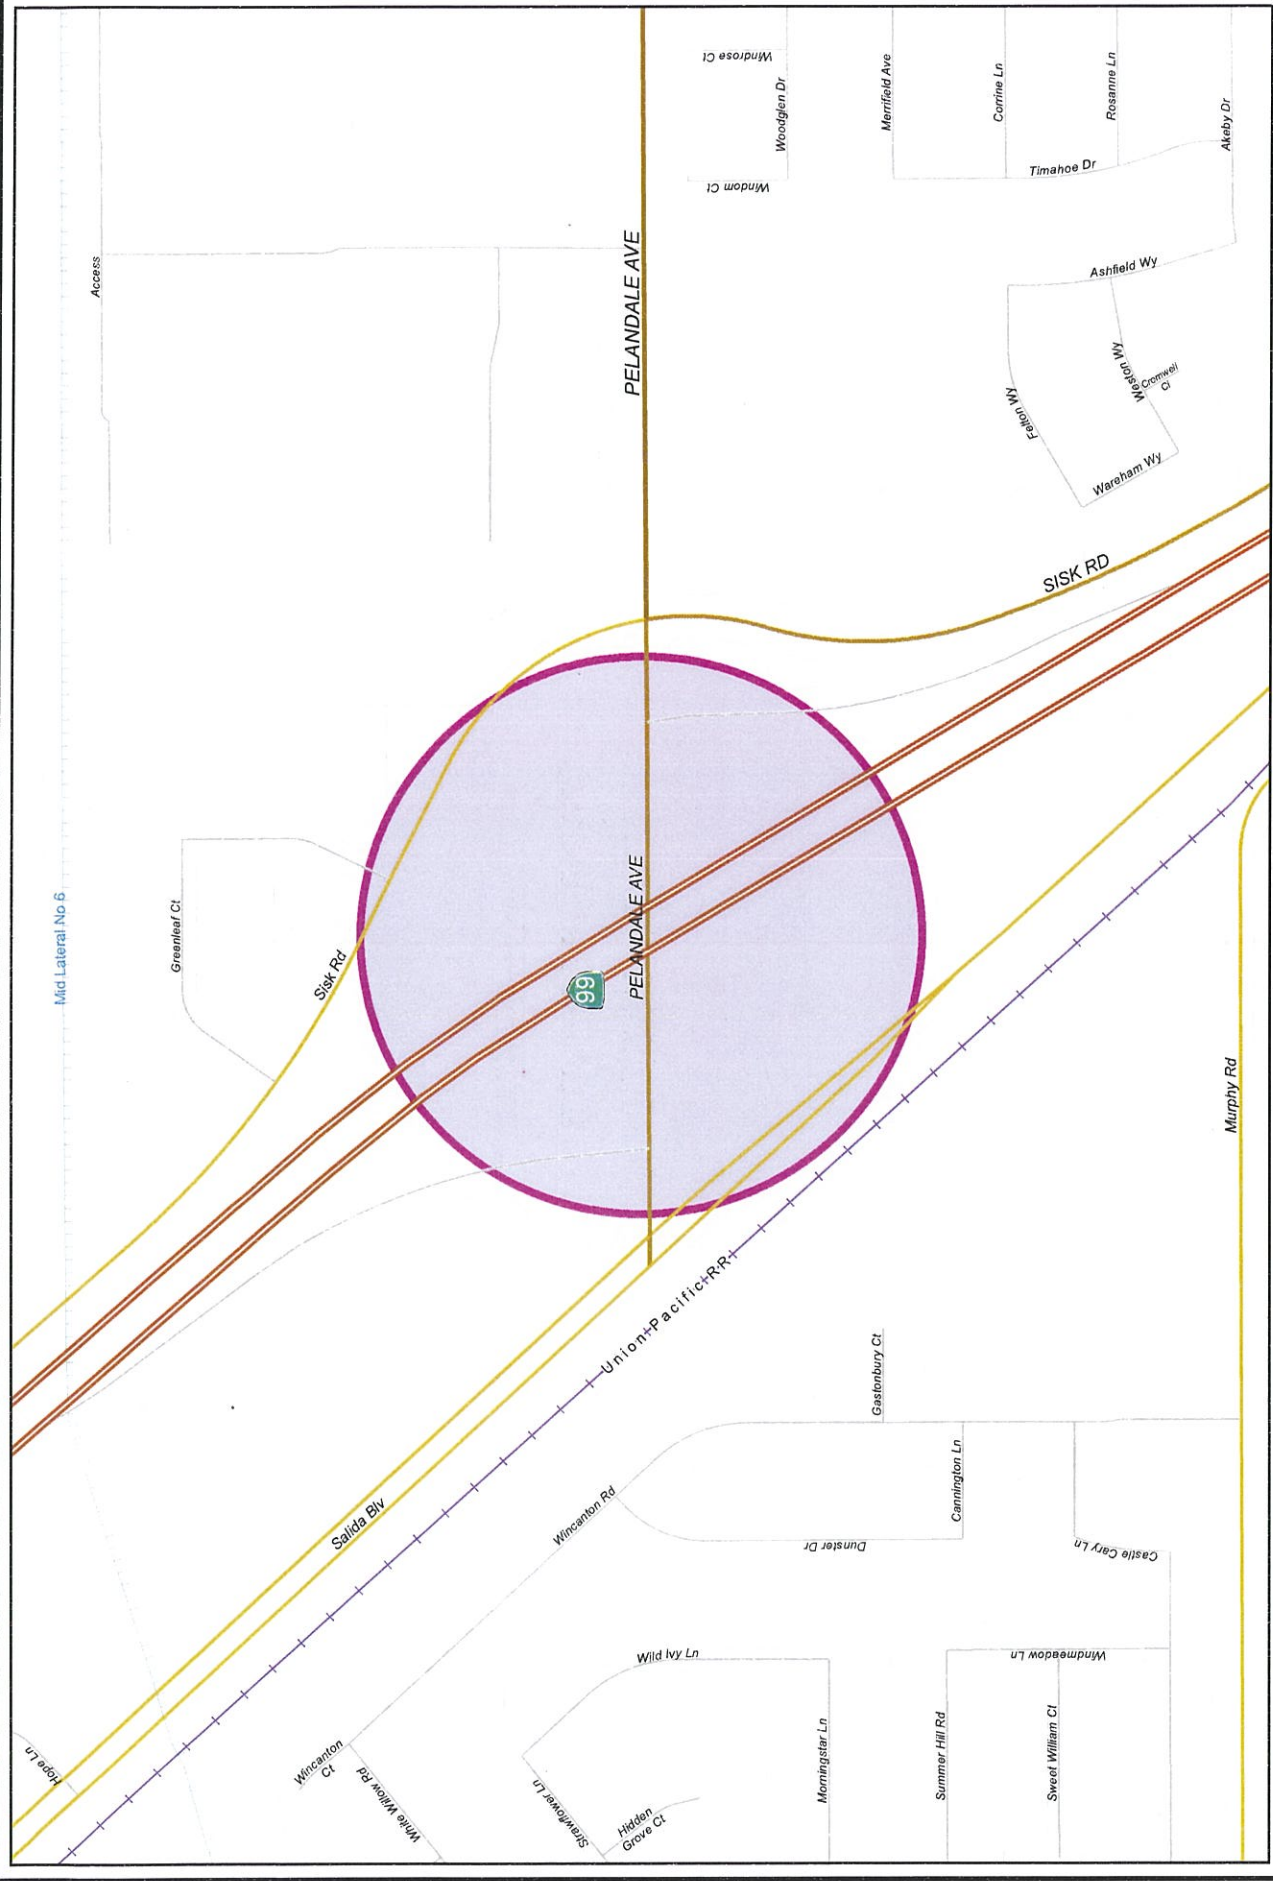 Mid Lateral No 6
Access
Greenleaf Ct
Sisk Rd
PELANDALE AVE
PELANDALE AVE
99
SISK RD
Windrose Ct
Woodglen Dr
Windom Ct
Merrifield Ave
Corrine Ln
Rosanne Ln
Akeby Dr
Timahoe Dr
Ashfield Wy
Felton Wy
Weston Wy
Cromwell
Ct
Wareham Wy
Murphy Rd
Union Pacific RR
Salida Blv
Hope Ln
Wincanton Rd
Gastonbury Ct
Cannington Ln
Dunster Dr
Castle Cary Ln
Wild Ivy Ln
Windmeadow Ln
Wincanton
Ct
White Willow Rd
Strawflower Ln
Hidden
Grove Ct
Morningstar Ln
Summer Hill Rd
Sweet William Ct